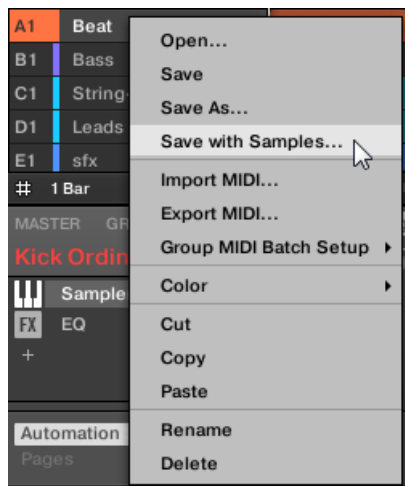 A1 Beat
B1 Bass
C1 String
D1 Leads
E1 sfx
1 Bar
MASTER GR
Kick Ordin
Sample
FX EQ
+
Automation
Pages
Open...
Save
Save As...
Save with Samples...
Import MIDI...
Export MIDI...
Group MIDI Batch Setup
Color
Cut
Copy
Paste
Rename
Delete